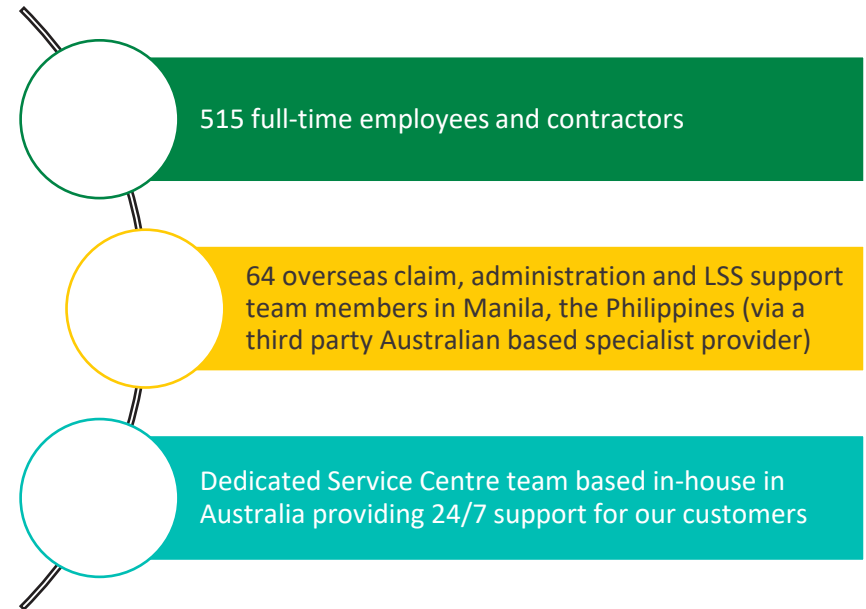 515 full-time employees and contractors
64 overseas claim, administration and LSS support
team members in Manila, the Philippines (via a
third party Australian based specialist provider)
Dedicated Service Centre team based in-house in
Australia providing 24/7 support for our customers